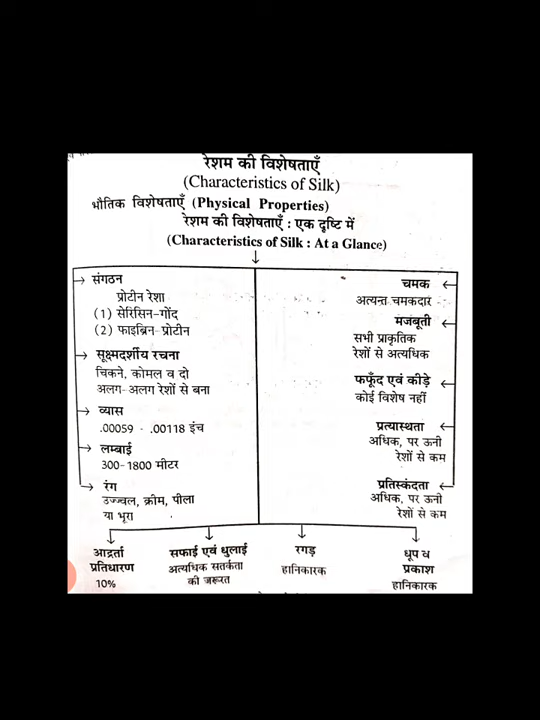 रेशम की विशेषताएँ
(Characteristics of Silk)
भौतिक विशेषताएँ (Physical Properties)
रेशम की विशेषताएँ : एक दृष्टि में
(Characteristics of Silk : At a Glance)
संगठन
प्रोटीन रेशा
(1) सेरिसिन-गोंद
(2) फाइब्रिन-प्रोटीन
सूक्ष्मदर्शीय रचना
चिकने, कोमल व दो
अलग-अलग रेशों से बना
व्यास
.00059 - .00118 इंच
लम्बाई
300-1800 मीटर
रंग
उज्ज्वल, क्रीम, पीला
या भूरा
चमक
अत्यन्त चमकदार
मजबूती
सभी प्राकृतिक
रेशों से अत्यधिक
फफूँद एवं कीड़े
कोई विशेष नहीं
प्रत्यास्थता
अधिक, पर ऊनी
रेशों से कम
प्रतिस्कंदता
अधिक, पर ऊनी
रेशों से कम
आद्रर्ता
प्रतिधारण
10%
सफाई एवं धुलाई
अत्यधिक सतर्कता
की जरूरत
रगड़
हानिकारक
धूप व
प्रकाश
हानिकारक